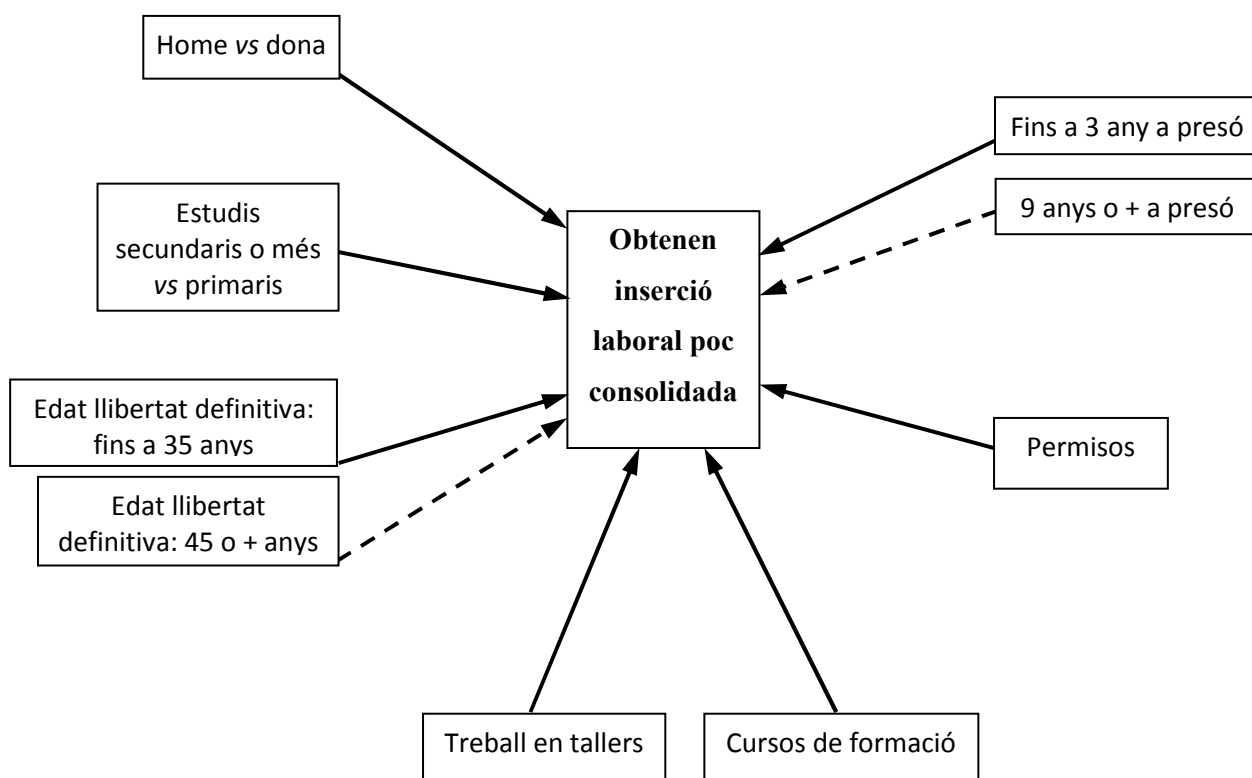 Home vs dona
Fins a 3 any a presó
9 anys o + a presó
Estudis
secundaris o més
vs primaris
Obtenen
inserció
laboral poc
consolidada
Edat llibertat definitiva:
fins a 35 anys
Permisos
Edat llibertat
definitiva: 45 o + anys
Treball en tallers
Cursos de formació